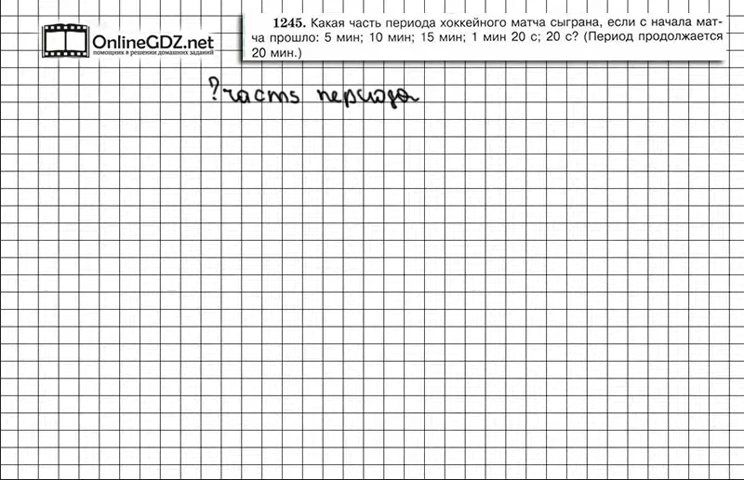 1245. Какая часть периода хоккейного матча сыграна, если с начала мат-
ча прошло: 5 мин; 10 мин; 15 мин; 1 мин 20 с; 20 с? (Период продолжается
20 мин.)
OnlineGDZ.net
помощник в решении домашних заданий
? часть периода